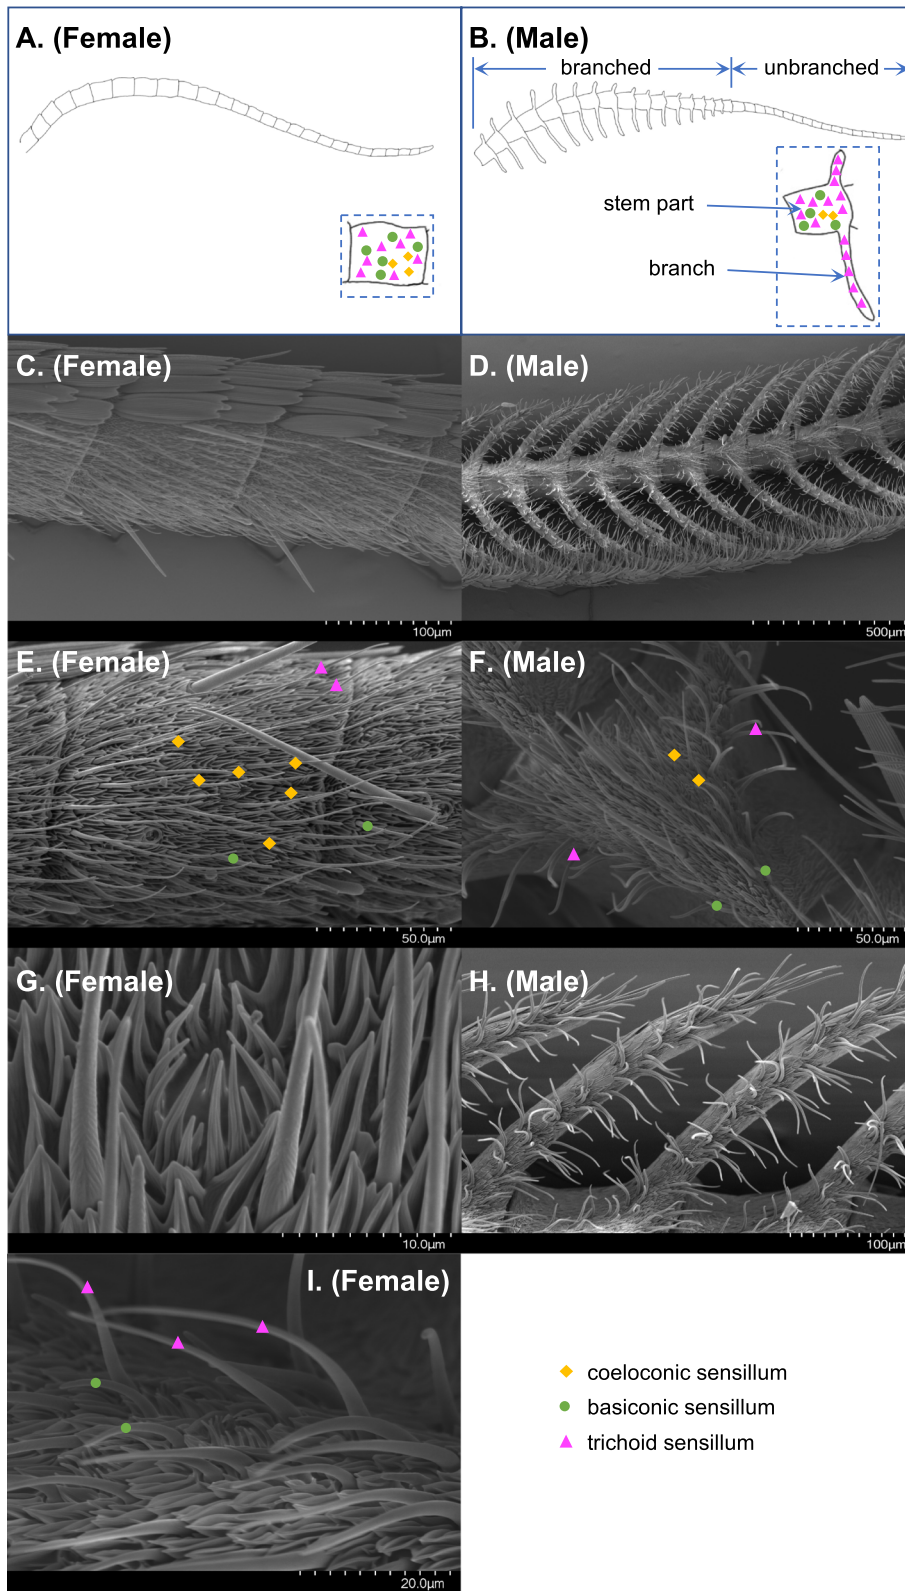 A. (Female)
B. (Male)
branched
unbranched
stem part
branch
C. (Female)
D. (Male)
100μm
500μm
E. (Female)
F. (Male)
50.0μm
50.0μm
G. (Female)
H. (Male)
10.0μm
100μm
I. (Female)
20.0μm
coeloconic sensillum
basiconic sensillum
trichoid sensillum